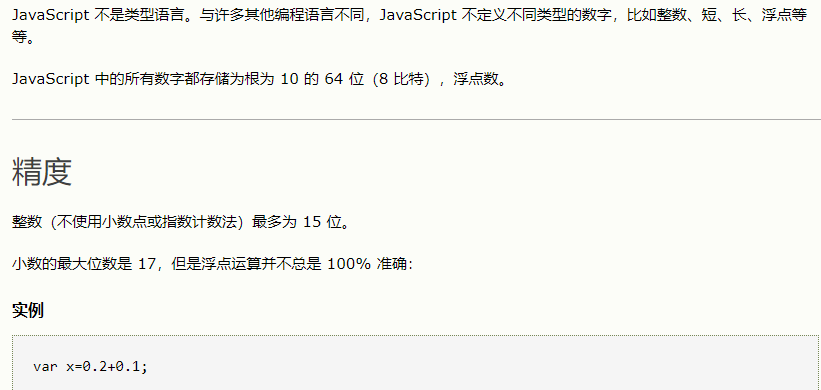 JavaScript 不是类型语言。与许多其他编程语言不同，JavaScript 不定义不同类型的数字，比如整数、短、长、浮点等
等。
JavaScript 中的所有数字都存储为根为 10 的 64 位（8 比特），浮点数。
精度
整数（不使用小数点或指数计数法）最多为 15 位。
小数的最大位数是 17，但是浮点运算并不总是 100% 准确：
实例
var x=0.2+0.1;